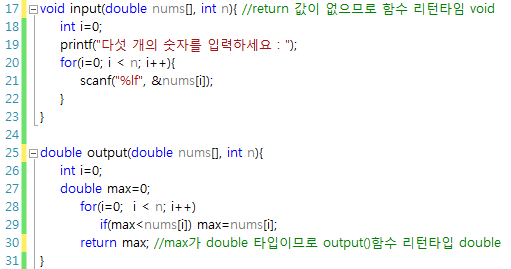 17 void input(double nums[], int n){ //return 값이 없으므로 함수 리턴타임 void
18 int i=0;
19 printf("다섯 개의 숫자를 입력하세요 : ");
20 for(i=0; i < n; i++){
21 scanf("%lf", &nums[i]);
22 }
23 }
24
25 double output(double nums[], int n){
26 int i=0;
27 double max=0;
28 for(i=0;  i < n; i++)
29 if(max<nums[i]) max=nums[i];
30 return max; //max가 double 타입이므로 output()함수 리턴타입 double
31 }